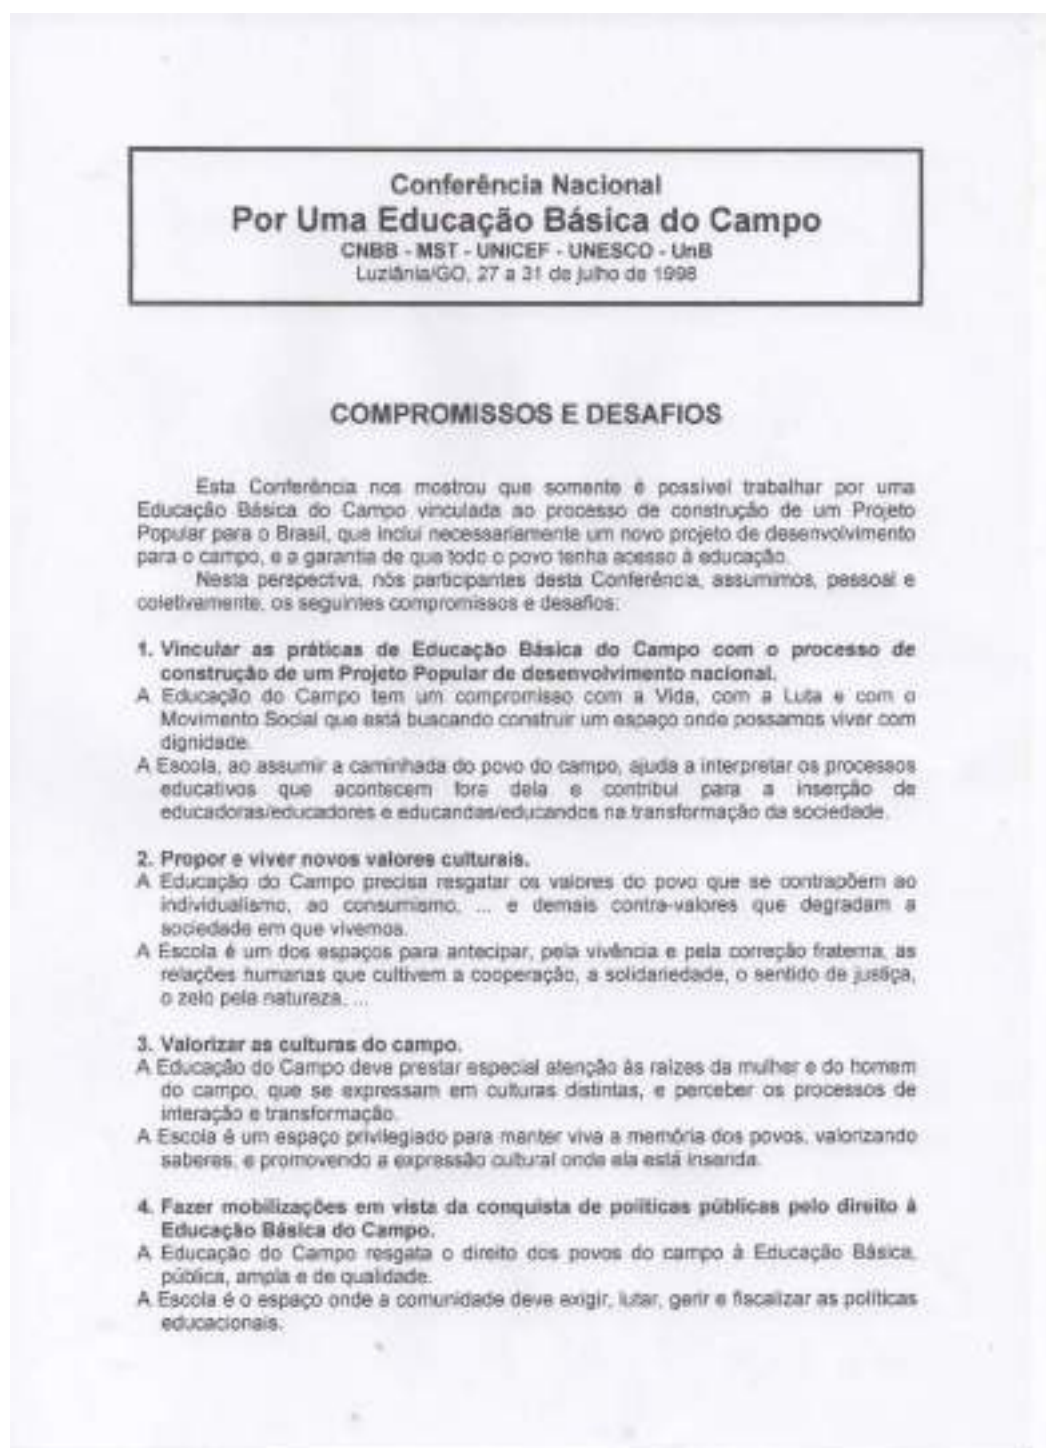 Conferência Nacional
Por Uma Educação Básica do Campo
CNBB - MST - UNICEF - UNESCO - UnB
Luziânia/GO, 27 a 31 de julho de 1998
COMPROMISSOS E DESAFIOS
Esta Conferência nos mostrou que somente é possível trabalhar por uma
Educação Básica do Campo vinculada ao processo de construção de um Projeto
Popular para o Brasil, que inclui necessariamente um novo projeto de desenvolvimento
para o campo, e a garantia de que todo o povo tenha acesso à educação.
Nesta perspectiva, nós participantes desta Conferência, assumimos, pessoal e
coletivamente, os seguintes compromissos e desafios:
1. Vincular as práticas de Educação Básica do Campo com o processo de
construção de um Projeto Popular de desenvolvimento nacional.
A Educação do Campo tem um compromisso com a Vida, com a Luta e com o
Movimento Social que está buscando construir um espaço onde possamos viver com
dignidade.
A Escola, ao assumir a caminhada do povo do campo, ajuda a interpretar os processos
educativos que acontecem fora dela e contribui para a inserção de
educadoras/educadores e educandas/educandos na transformação da sociedade.
2. Propor e viver novos valores culturais.
A Educação do Campo precisa resgatar os valores do povo que se contrapõem ao
individualismo, ao consumismo, ... e demais contra-valores que degradam a
sociedade em que vivemos.
A Escola é um dos espaços para antecipar, pela vivência e pela correção fraterna, as
relações humanas que cultivem a cooperação, a solidariedade, o sentido de justiça,
o zelo pela natureza, ...
3. Valorizar as culturas do campo.
A Educação do Campo deve prestar especial atenção às raízes da mulher e do homem
do campo, que se expressam em culturas distintas, e perceber os processos de
interação e transformação.
A Escola é um espaço privilegiado para manter viva a memória dos povos, valorizando
saberes, e promovendo a expressão cultural onde ela está inserida.
4. Fazer mobilizações em vista da conquista de políticas públicas pelo direito à
Educação Básica do Campo.
A Educação do Campo resgata o direito dos povos do campo à Educação Básica,
pública, ampla e de qualidade.
A Escola é o espaço onde a comunidade deve exigir, lutar, gerir e fiscalizar as políticas
educacionais.